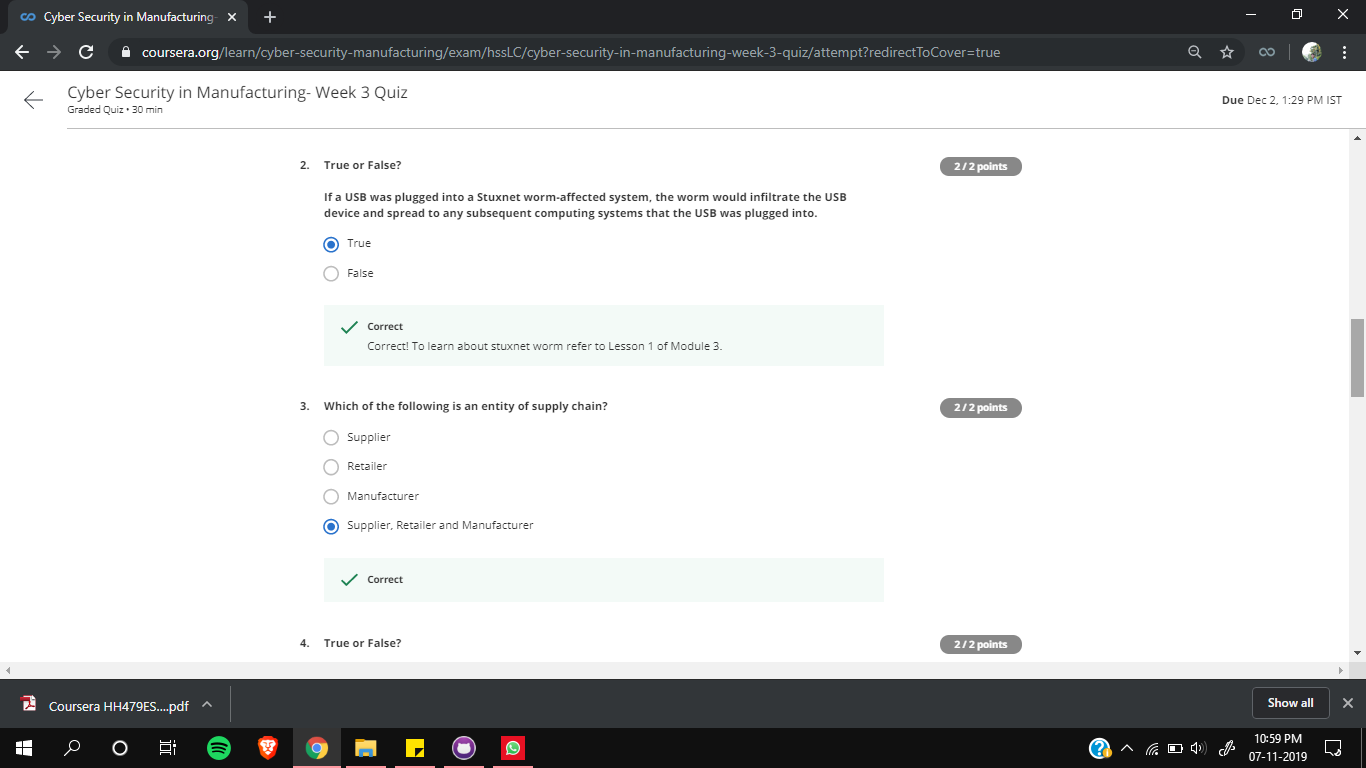 Cyber Security in Manufacturing-
coursera.org/learn/cyber-security-manufacturing/exam/hssLC/cyber-security-in-manufacturing-week-3-quiz/attempt?redirectToCover=true
Cyber Security in Manufacturing- Week 3 Quiz
Graded Quiz • 30 min
Due Dec 2, 1:29 PM IST
2. True or False?
2 / 2 points
If a USB was plugged into a Stuxnet worm-affected system, the worm would infiltrate the USB
device and spread to any subsequent computing systems that the USB was plugged into.
True
False
Correct
Correct! To learn about stuxnet worm refer to Lesson 1 of Module 3.
3. Which of the following is an entity of supply chain?
2 / 2 points
Supplier
Retailer
Manufacturer
Supplier, Retailer and Manufacturer
Correct
4. True or False?
2 / 2 points
Coursera HH479ES....pdf
Show all
10:59 PM
07-11-2019